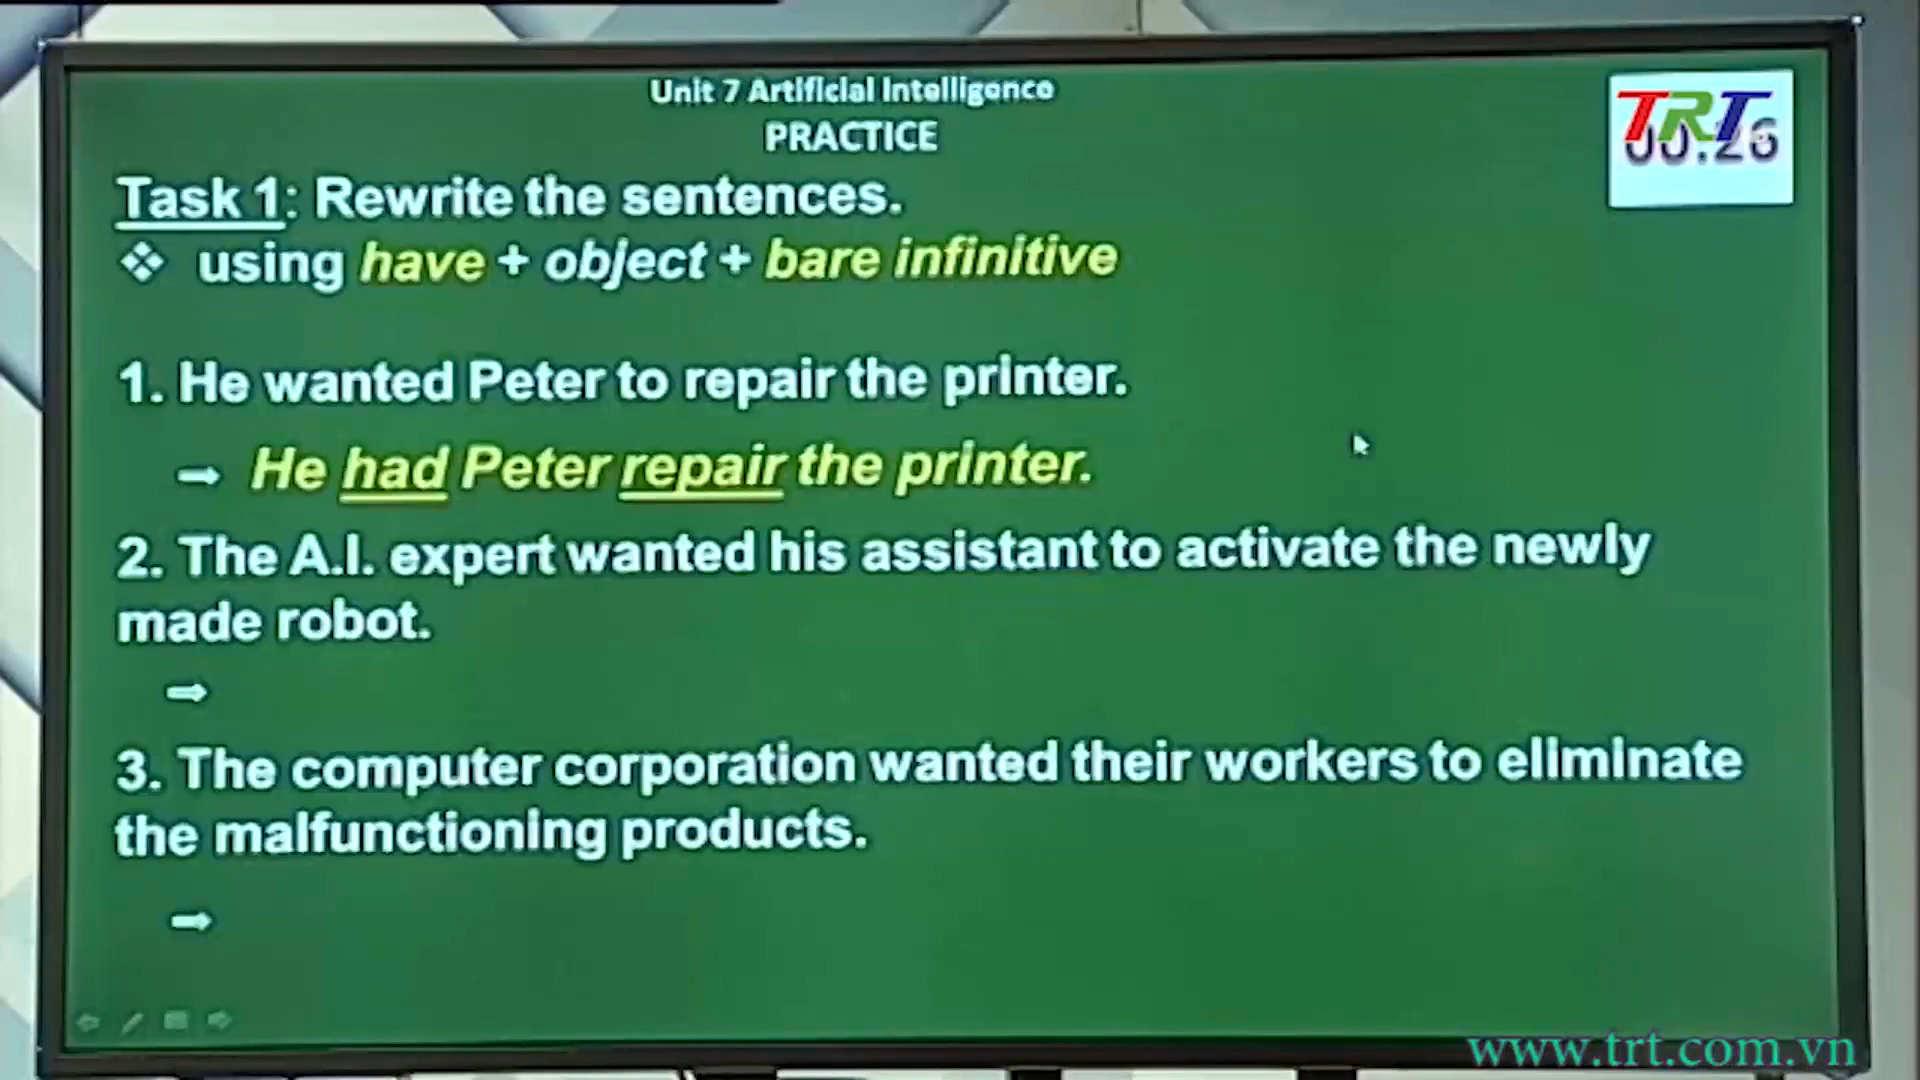 Unit 7 Artificial Intelligence
PRACTICE
TRT
00:26
Task 1: Rewrite the sentences.
❖ using have + object + bare infinitive
1. He wanted Peter to repair the printer.
➡ He had Peter repair the printer.
2. The A.I. expert wanted his assistant to activate the newly
made robot.
➡
3. The computer corporation wanted their workers to eliminate
the malfunctioning products.
➡
www.trt.com.vn